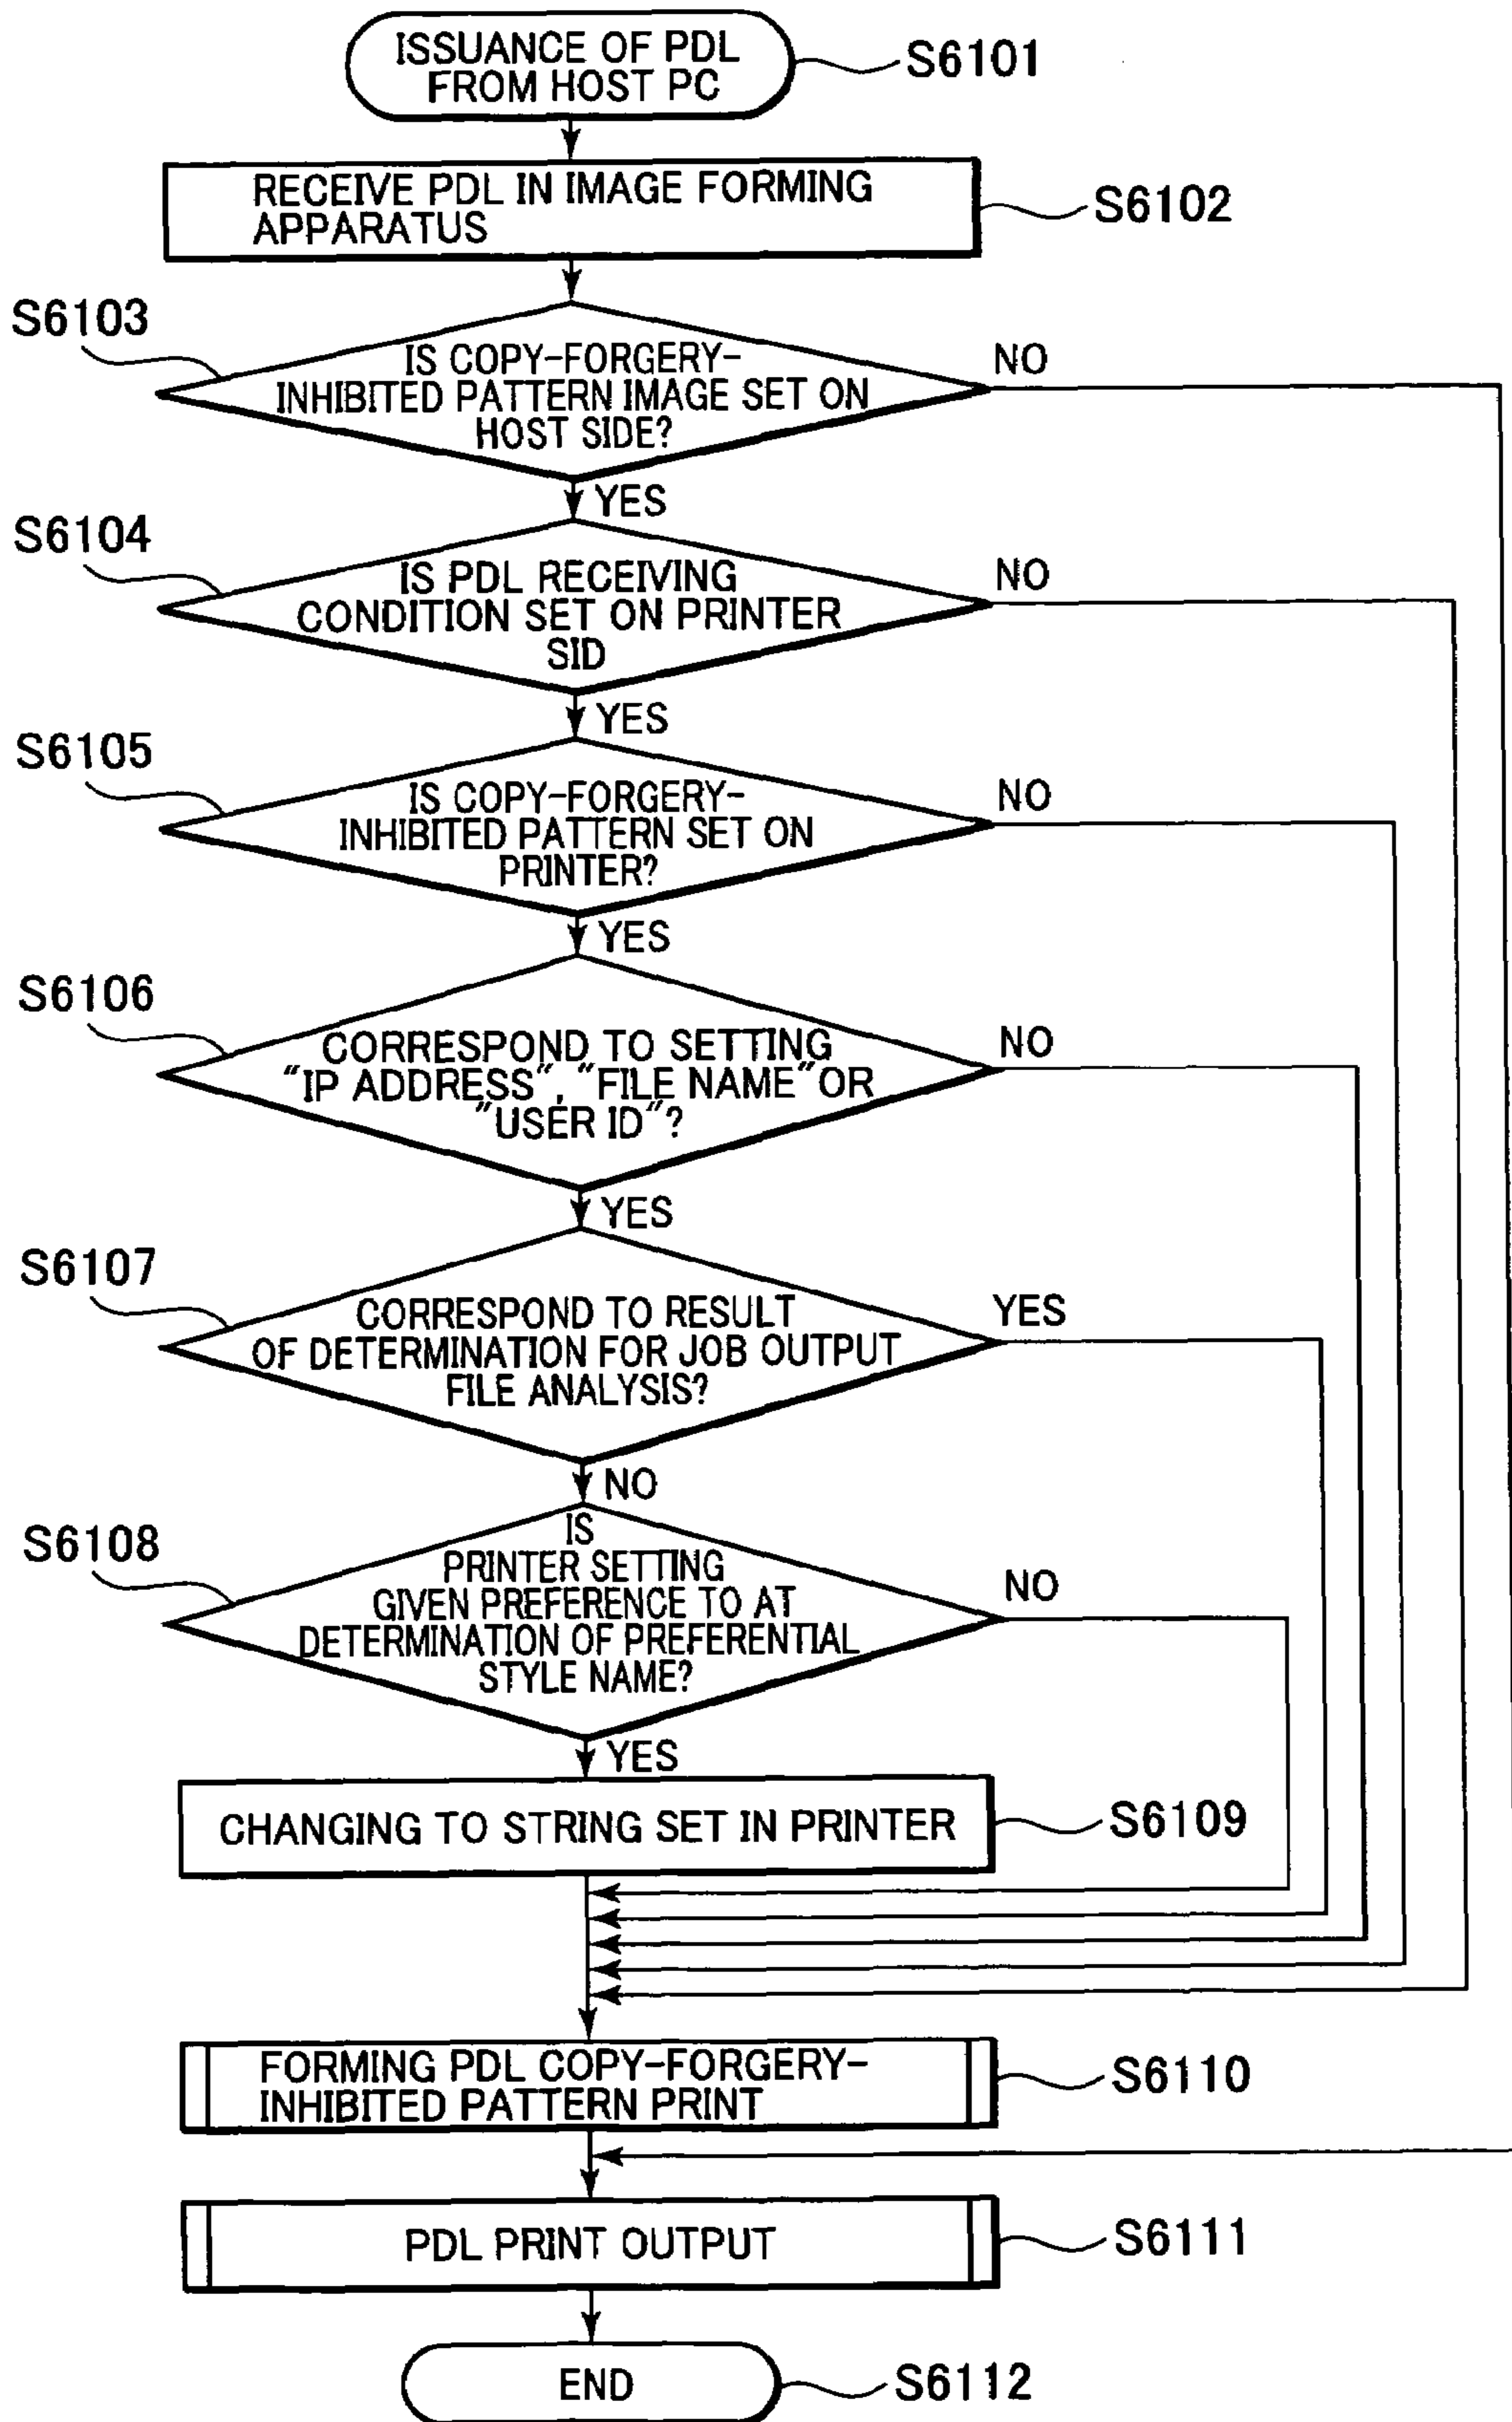 ISSUANCE OF PDL
FROM HOST PC
S6101
RECEIVE PDL IN IMAGE FORMING
APPARATUS
S6102
S6103
IS COPY-FORGERY-
INHIBITED PATTERN IMAGE SET ON
HOST SIDE?
NO
YES
S6104
IS PDL RECEIVING
CONDITION SET ON PRINTER
SID
NO
YES
S6105
IS COPY-FORGERY-
INHIBITED PATTERN SET ON
PRINTER?
NO
YES
S6106
CORRESPOND TO SETTING
"IP ADDRESS", "FILE NAME" OR
"USER ID"?
NO
YES
S6107
CORRESPOND TO RESULT
OF DETERMINATION FOR JOB OUTPUT
FILE ANALYSIS?
YES
NO
S6108
IS
PRINTER SETTING
GIVEN PREFERENCE TO AT
DETERMINATION OF PREFERENTIAL
STYLE NAME?
NO
YES
CHANGING TO STRING SET IN PRINTER
S6109
FORMING PDL COPY-FORGERY-
INHIBITED PATTERN PRINT
S6110
PDL PRINT OUTPUT
S6111
END
S6112